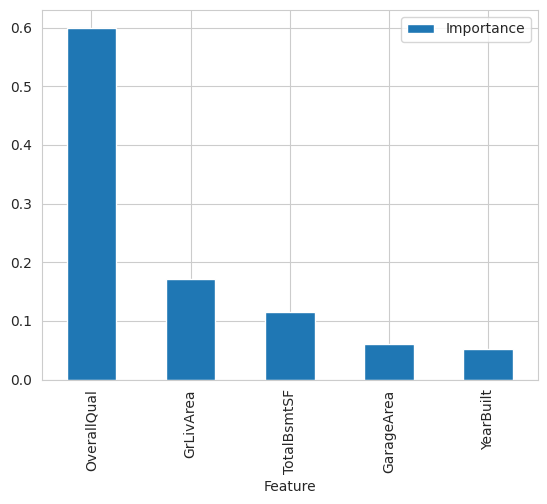 Importance
0.6
0.5
0.4
0.3
0.2
0.1
0.0
OverallQual
GrLivArea
TotalBsmtSF
GarageArea
YearBuilt
Feature